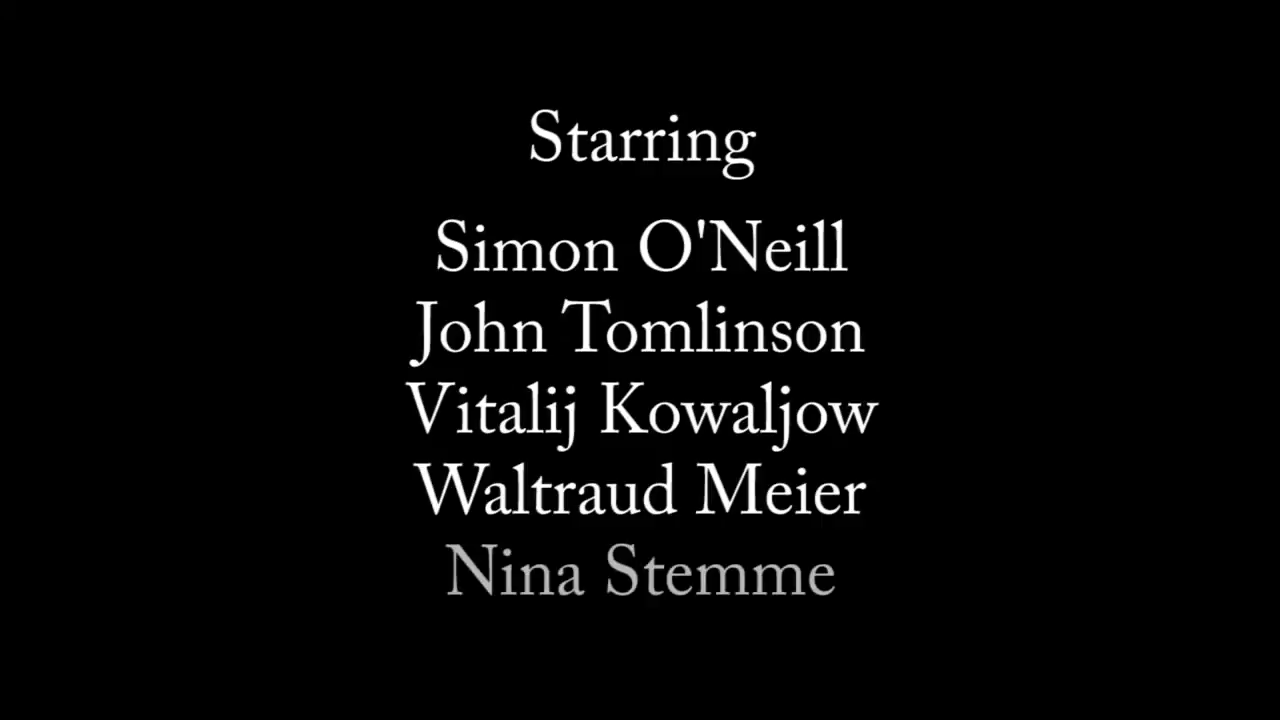 Starring
Simon O'Neill
John Tomlinson
Vitalij Kowaljow
Waltraud Meier
Nina Stemme